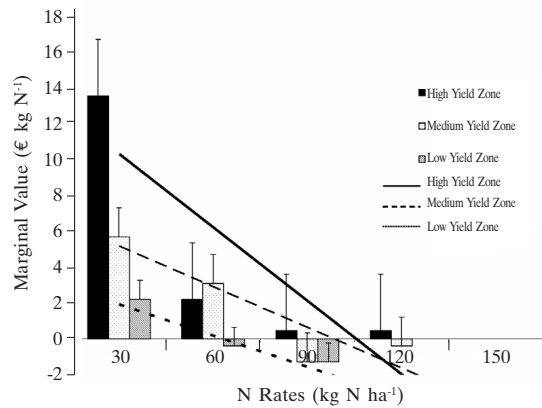 18
16
14
12
10
8
6
4
2
0
-2
Marginal Value (€ kg N-1)
High Yield Zone
Medium Yield Zone
Low Yield Zone
High Yield Zone
Medium Yield Zone
Low Yield Zone
30 60 90 120 150
N Rates (kg N ha-1)